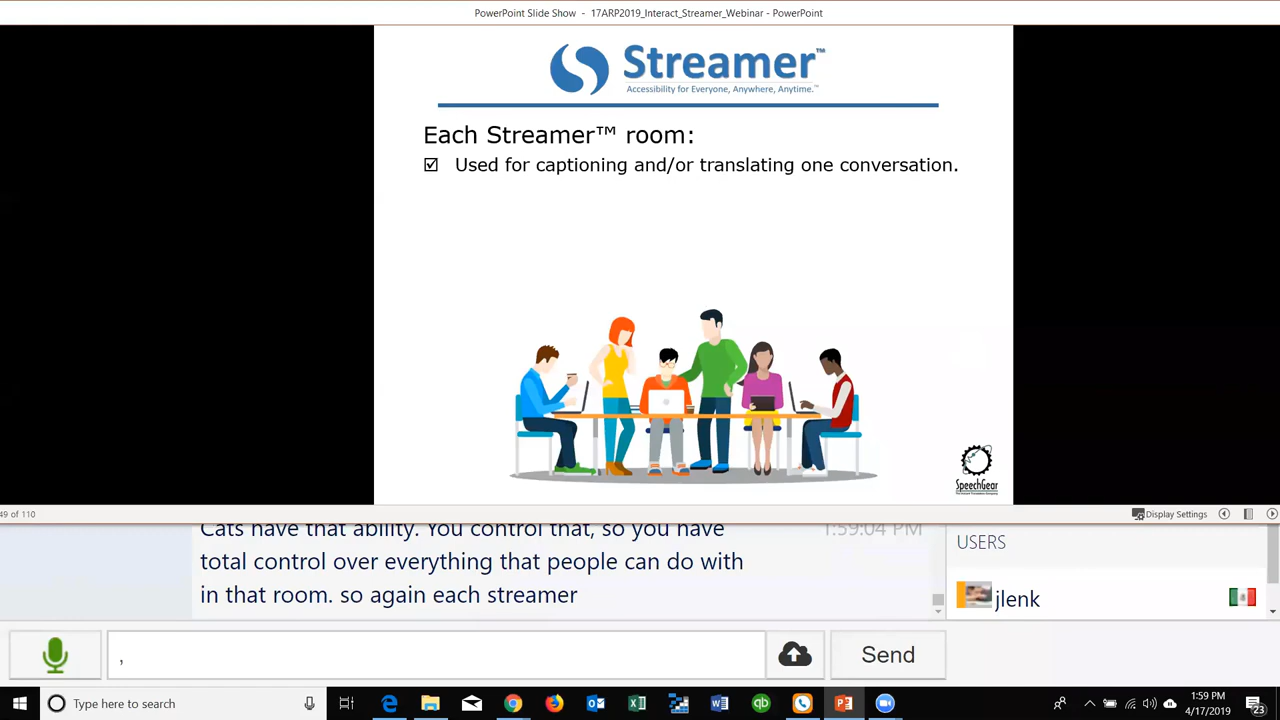 PowerPoint Slide Show - 17ARP2019_Interact_Streamer_Webinar - PowerPoint
Streamer™
Accessibility for Everyone, Anywhere, Anytime.™
Each Streamer™ room:
Used for captioning and/or translating one conversation.
SpeechGear
49 of 110
Display Settings
Cats have that ability. You control that, so you have
1:59:04 PM
total control over everything that people can do with
in that room. so again each streamer
USERS
jlenk
,
Send
Type here to search
1:59 PM
4/17/2019
23